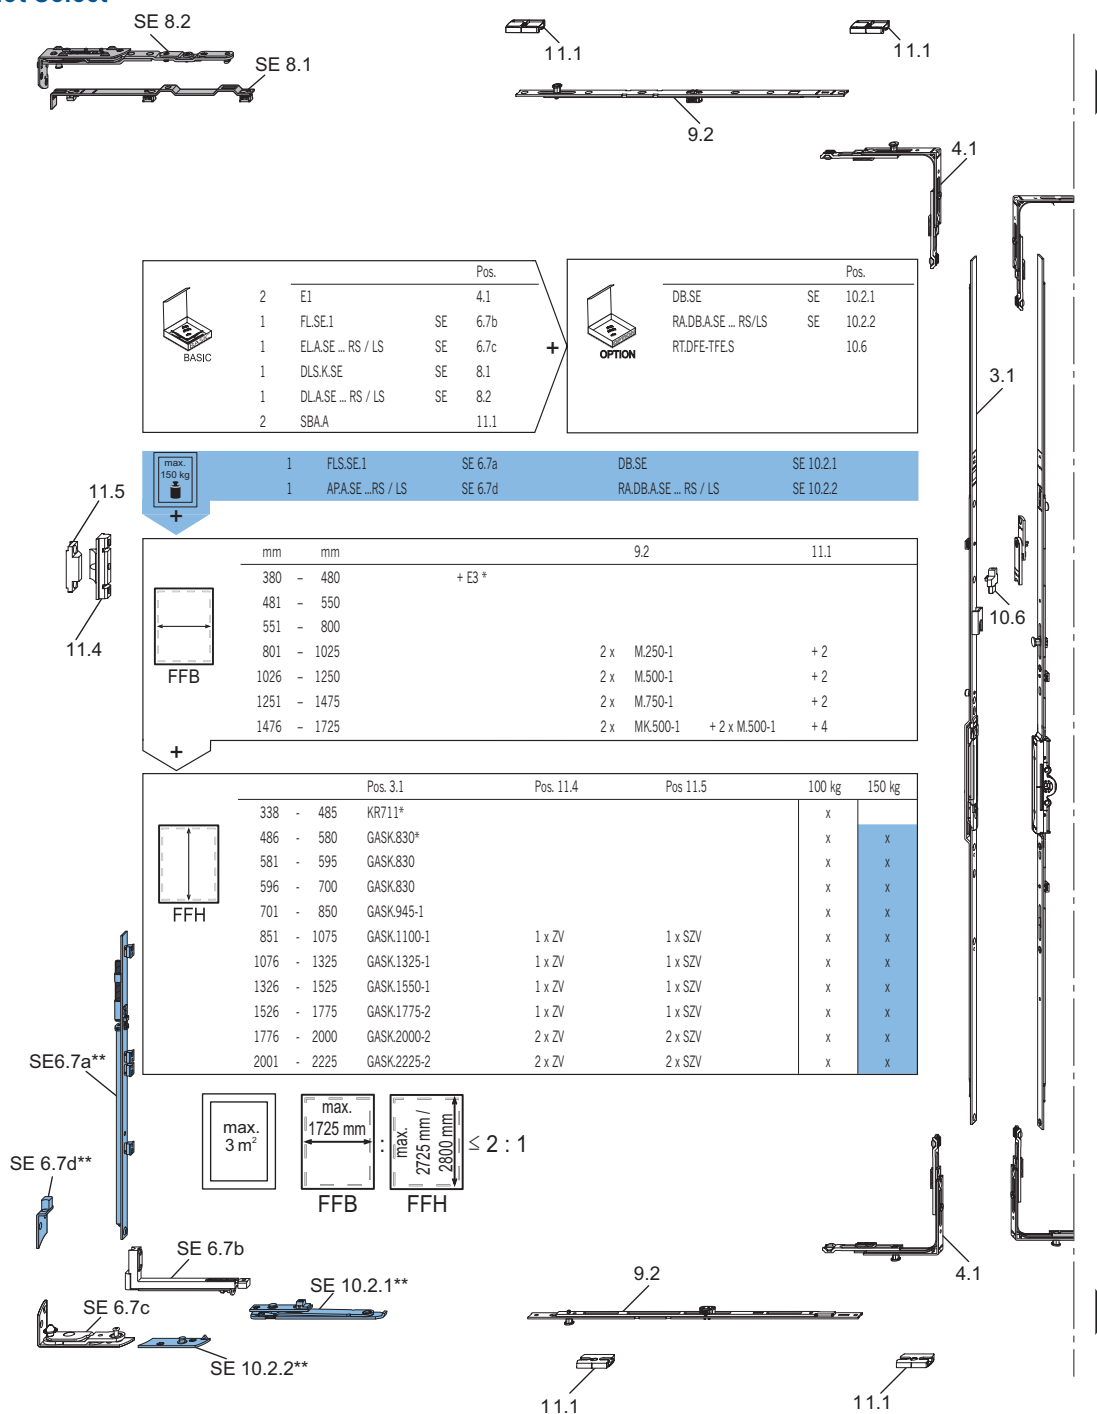 SE 8.2
11.1
11.1
SE 8.1
9.2
4.1
Pos.
2 E1 4.1
1 FL.SE.1 SE 6.7b
1 EL.A.SE ... RS / LS SE 6.7c
1 DLS.K.SE SE 8.1
1 DL.A.SE ... RS / LS SE 8.2
2 SBA.A 11.1
BASIC
+
Pos.
DB.SE SE 10.2.1
RA.DB.A.SE ... RS/LS SE 10.2.2
RT.DFE-TFE.S 10.6
OPTION
3.1
max.
150 kg
1 FLS.SE.1 SE 6.7a DB.SE SE 10.2.1
1 AP.A.SE ...RS / LS SE 6.7d RA.DB.A.SE ... RS / LS SE 10.2.2
+
11.5
11.4
10.6
mm mm 9.2 11.1
380 – 480 + E3 *
481 – 550
551 – 800
801 – 1025 2 x M.250-1 + 2
1026 – 1250 2 x M.500-1 + 2
1251 – 1475 2 x M.750-1 + 2
1476 – 1725 2 x MK.500-1 + 2 x M.500-1 + 4
FFB
+
Pos. 3.1 Pos. 11.4 Pos 11.5 100 kg 150 kg
338 - 485 KR711* x
486 - 580 GASK.830* x x
581 - 595 GASK.830 x x
596 - 700 GASK.830 x x
701 - 850 GASK.945-1 x x
851 - 1075 GASK.1100-1 1 x ZV 1 x SZV x x
1076 - 1325 GASK.1325-1 1 x ZV 1 x SZV x x
1326 - 1525 GASK.1550-1 1 x ZV 1 x SZV x x
1526 - 1775 GASK.1775-2 1 x ZV 1 x SZV x x
1776 - 2000 GASK.2000-2 2 x ZV 2 x SZV x x
2001 - 2225 GASK.2225-2 2 x ZV 2 x SZV x x
FFH
SE6.7a**
max.
3 m²
max.
1725 mm
FFB
:
max.
2725 mm /
2800 mm
FFH
≤ 2 : 1
SE 6.7d**
SE 6.7b
SE 10.2.1**
9.2
4.1
SE 6.7c
SE 10.2.2**
11.1
11.1